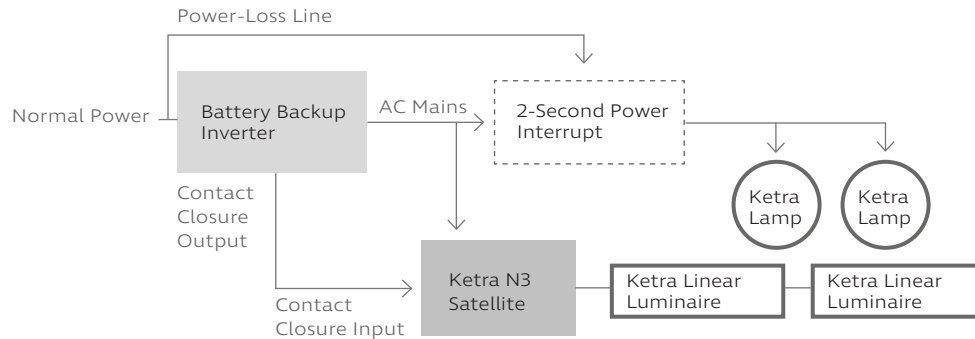 Power-Loss Line
Normal Power
Battery Backup
Inverter
AC Mains
2-Second Power
Interrupt
Contact
Closure
Output
Ketra
Lamp
Ketra
Lamp
Contact
Closure Input
Ketra N3
Satellite
Ketra Linear
Luminaire
Ketra Linear
Luminaire